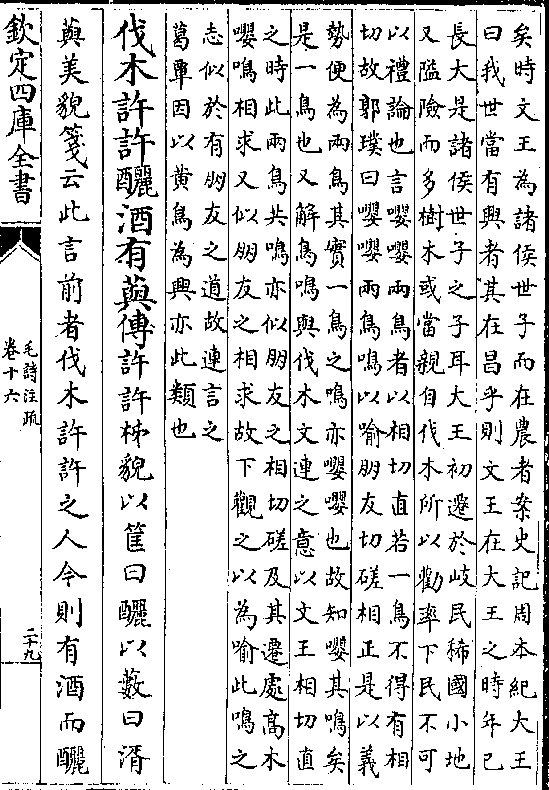 矣時文王為諸侯世子而在農者案史記周本紀大王
曰我世當有興者其在昌乎則文王在大王之時年已
長大是諸侯世子之子耳大王初遷於岐民稀國小地
又隘險而多樹木或當親自伐木所以勸率下民不可
以禮論也言嚶嚶兩鳥者以相切直若一鳥不得有相
切故郭璞曰嚶嚶兩鳥鳴以喻朋友切磋相正是以義
勢便為兩鳥其實一鳥之鳴亦嚶嚶也故知嚶其鳴矣
是一鳥也又解鳥鳴與伐木文連之意以文王相切直
之時此兩鳥共鳴亦似朋友之相切磋及其遷處高木
嚶鳴相求又似朋友之相求故下觀之以為喻此鳴之
志似於有朋友之道故連言之
葛覃因以黄鳥為興亦此類也
伐木許許釃酒有藇傳許許柹貌以筐曰釃以藪曰湑
藇美貌箋云此言前者伐木許許之人今則有酒而釃
欽定四庫全書
毛詩注疏
卷十六
二十九